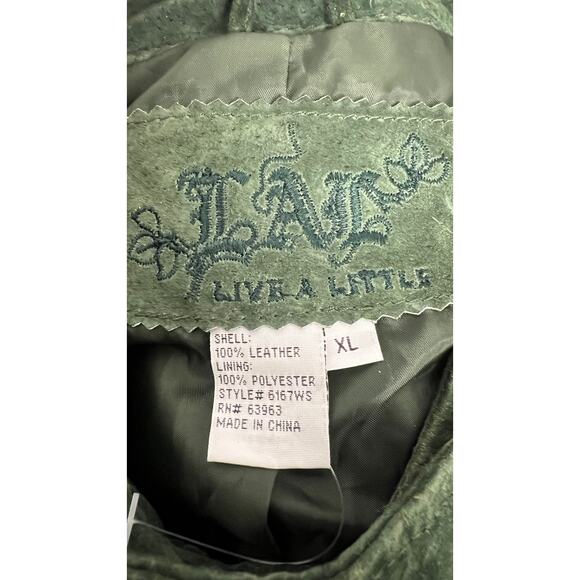 LAL
LIVE A LITTLE
SHELL:
100% LEATHER
LINING:
100% POLYESTER
STYLE# 6167WS
RN# 63963
MADE IN CHINA
XL